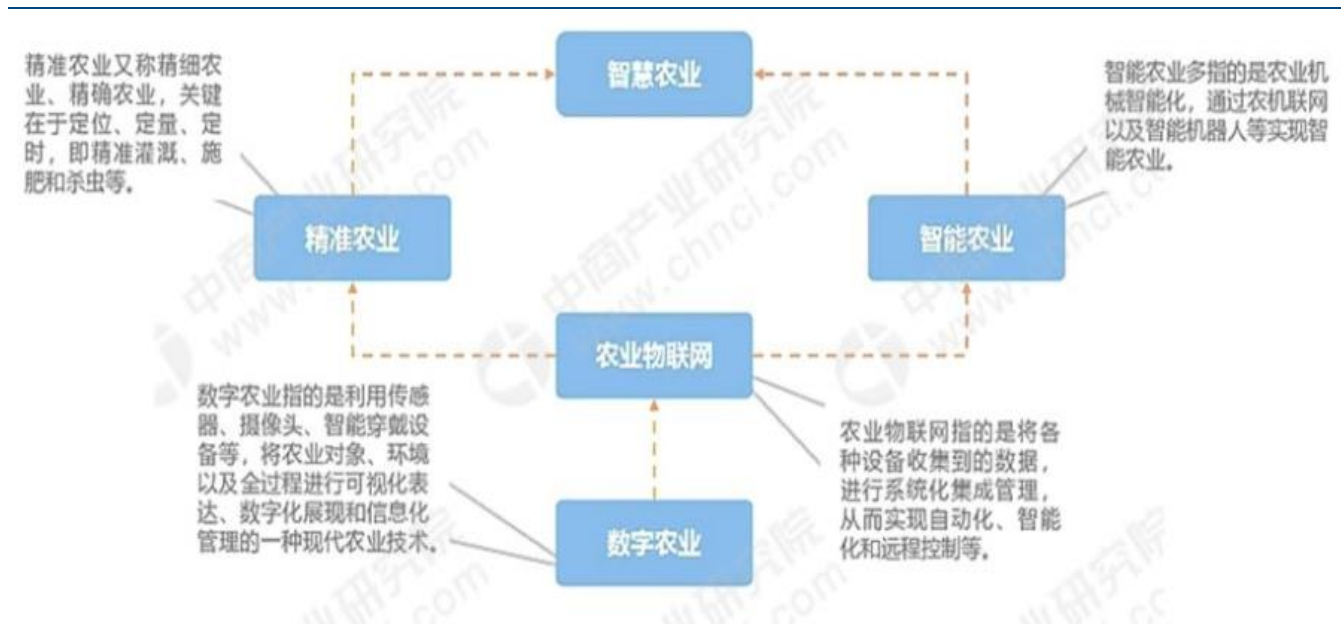 智慧农业
精准农业又称精细农
业、精确农业，关键
在于定位、定量、定
时，即精准灌溉、施
肥和杀虫等。
智能农业多指的是农业机
械智能化，通过农机联网
以及智能机器人等实现智
能农业。
精准农业
智能农业
农业物联网
数字农业指的是利用传感
器、摄像头、智能穿戴设
备等，将农业对象、环境
以及全过程进行可视化表
达、数字化展现和信息化
管理的一种现代农业技术。
农业物联网指的是将各
种设备收集到的数据，
进行系统化集成管理，
从而实现自动化、智能
化和远程控制等。
数字农业
中商产业研究院
www.chnci.com